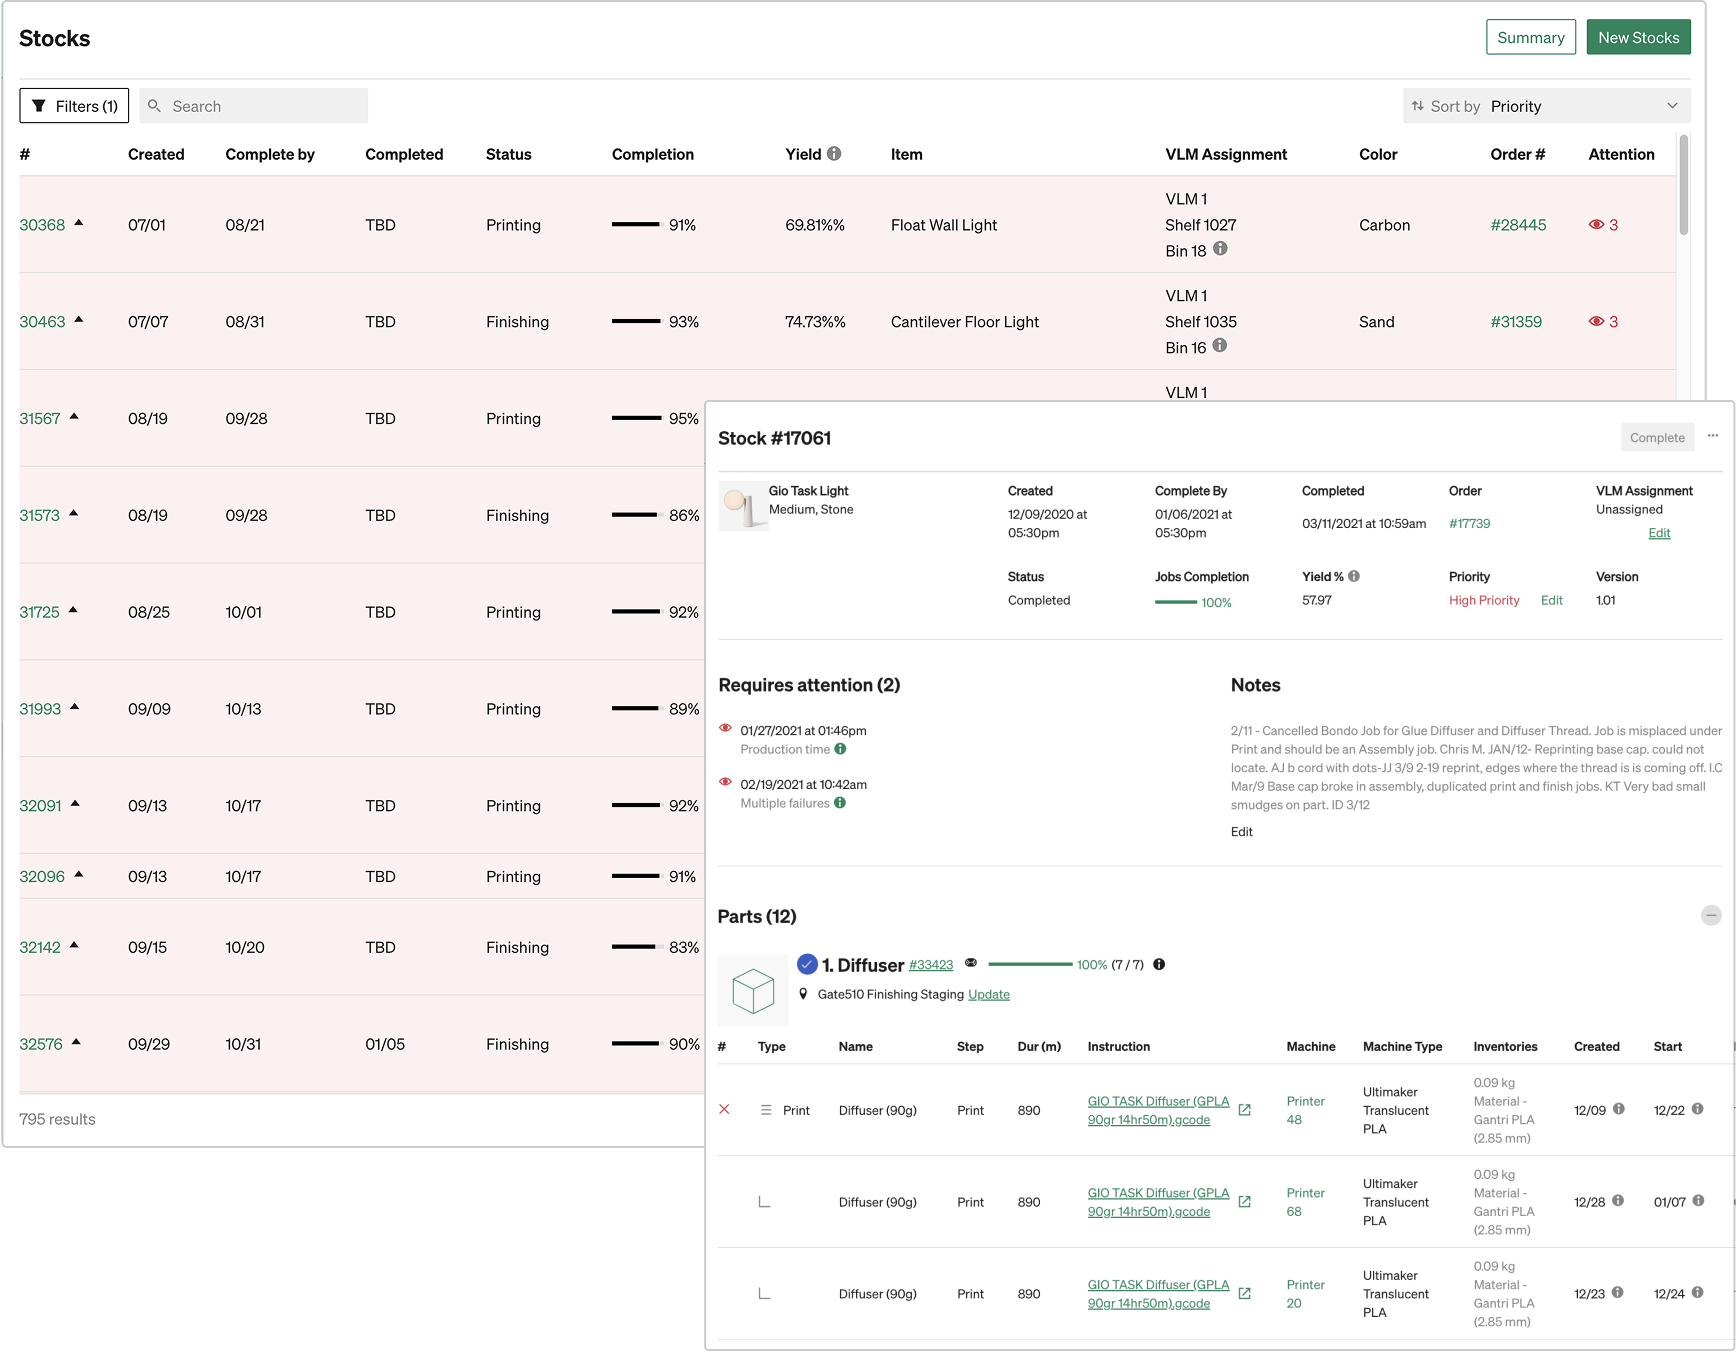 Stocks
Summary
New Stocks
Filters (1)
Search
Sort by Priority
# Created Complete by Completed Status Completion Yield Item VLM Assignment Color Order # Attention
30368 07/01 08/21 TBD Printing 91% 69.81%% Float Wall Light VLM 1 Shelf 1027 Bin 18 Carbon #28445 3
30463 07/07 08/31 TBD Finishing 93% 74.73%% Cantilever Floor Light VLM 1 Shelf 1035 Bin 16 Sand #31359 3
31567 08/19 09/28 TBD Printing 95% VLM 1
31573 08/19 09/28 TBD Finishing 86%
31725 08/25 10/01 TBD Printing 92%
31993 09/09 10/13 TBD Printing 89%
32091 09/13 10/17 TBD Printing 92%
32096 09/13 10/17 TBD Printing 91%
32142 09/15 10/20 TBD Finishing 83%
32576 09/29 10/31 01/05 Finishing 90%
795 results
Stock #17061
Complete
Gio Task Light
Medium, Stone
Created
12/09/2020 at
05:30pm
Complete By
01/06/2021 at
05:30pm
Completed
03/11/2021 at 10:59am
Order
#17739
VLM Assignment
Unassigned
Edit
Status
Completed
Jobs Completion
100%
Yield %
57.97
Priority
High Priority Edit
Version
1.01
Requires attention (2)
01/27/2021 at 01:46pm
Production time
02/19/2021 at 10:42am
Multiple failures
Notes
2/11 - Cancelled Bondo Job for Glue Diffuser and Diffuser Thread. Job is misplaced under
Print and should be an Assembly job. Chris M. JAN/12- Reprinting base cap. could not
locate. AJ b cord with dots-JJ 3/9 2-19 reprint, edges where the thread is is coming off. I.C
Mar/9 Base cap broke in assembly, duplicated print and finish jobs. KT Very bad small
smudges on part. ID 3/12
Edit
Parts (12)
1. Diffuser #33423 100% (7 / 7)
Gate510 Finishing Staging Update
# Type Name Step Dur (m) Instruction Machine Machine Type Inventories Created Start
Print Diffuser (90g) Print 890 GIO TASK Diffuser (GPLA 90gr 14hr50m).gcode Printer 48 Ultimaker Translucent PLA 0.09 kg Material - Gantri PLA (2.85 mm) 12/09 12/22
Diffuser (90g) Print 890 GIO TASK Diffuser (GPLA 90gr 14hr50m).gcode Printer 68 Ultimaker Translucent PLA 0.09 kg Material - Gantri PLA (2.85 mm) 12/28 01/07
Diffuser (90g) Print 890 GIO TASK Diffuser (GPLA 90gr 14hr50m).gcode Printer 20 Ultimaker Translucent PLA 0.09 kg Material - Gantri PLA (2.85 mm) 12/23 12/24